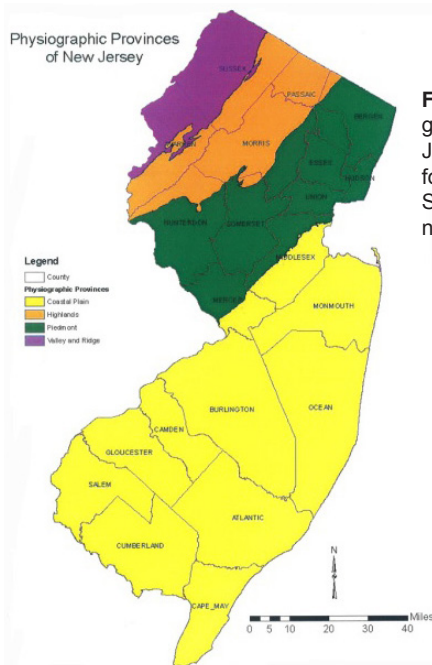 Physiographic Provinces
of New Jersey
SUSSEX
PASSAIC
BERGEN
WARREN
MORRIS
ESSEX
HUDSON
UNION
HUNTERDON
SOMERSET
MIDDLESEX
MERCER
MONMOUTH
Legend
County
Physiographic Provinces
Coastal Plain
Highlands
Piedmont
Valley and Ridge
BURLINGTON
OCEAN
CAMDEN
GLOUCESTER
SALEM
ATLANTIC
CUMBERLAND
CAPE_MAY
N
Miles
0 5 10 20 30 40
F
g
J
fo
S
n